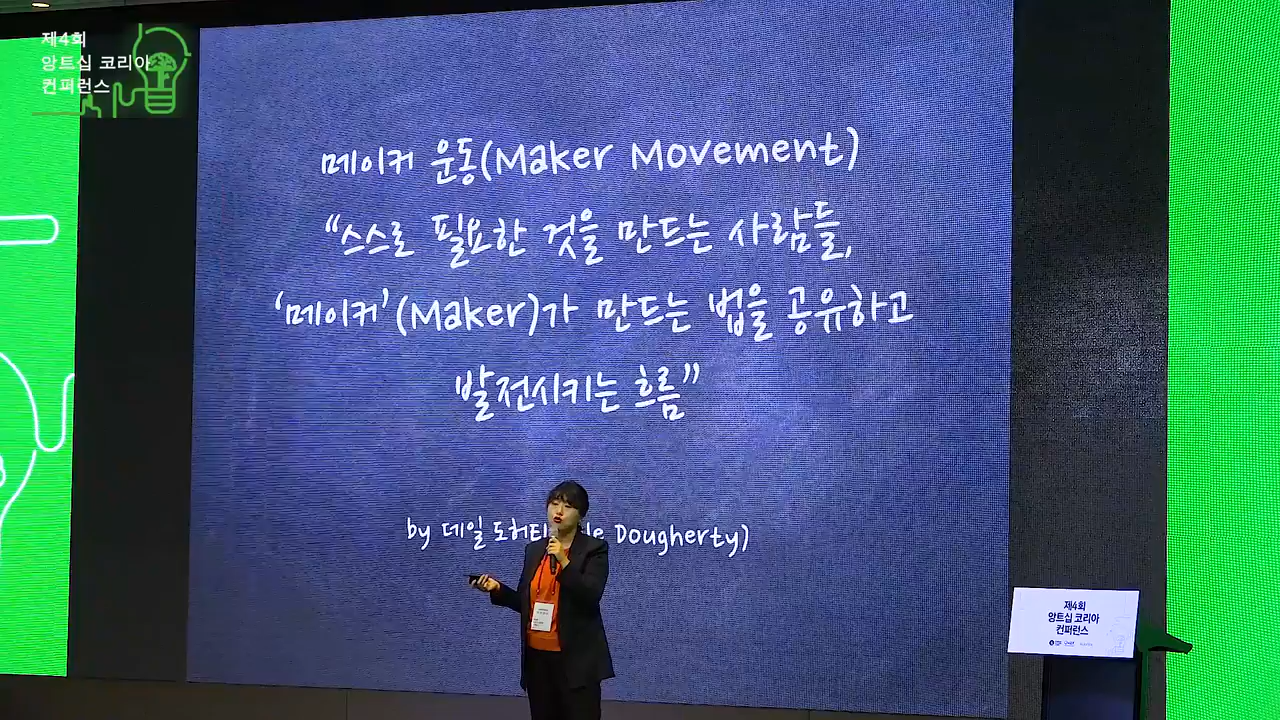 제4회
앙트십 코리아
컨퍼런스
메이커 운동(Maker Movement)
“스스로 필요한 것을 만드는 사람들,
‘메이커’(Maker)가 만드는 법을 공유하고
발전시키는 흐름”
by 데일 도허티 Dougherty)
제4회
앙트십 코리아
컨퍼런스